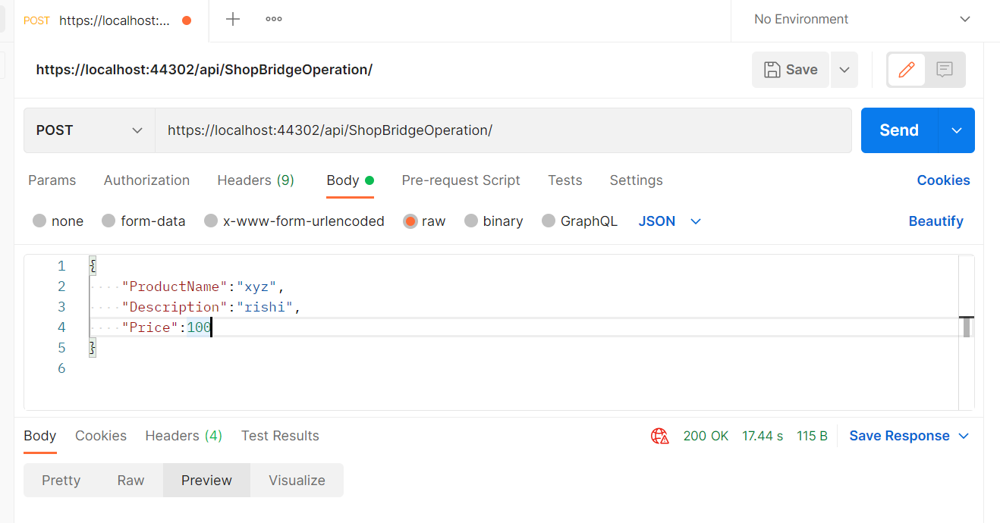 POST https://localhost:...
No Environment
https://localhost:44302/api/ShopBridgeOperation/
Save
POST https://localhost:44302/api/ShopBridgeOperation/ Send
Params Authorization Headers (9) Body Pre-request Script Tests Settings Cookies
none form-data x-www-form-urlencoded raw binary GraphQL JSON Beautify
1 {
2 "ProductName":"xyz",
3 "Description":"rishi",
4 "Price":100
5 }
6
Body Cookies Headers (4) Test Results 200 OK 17.44 s 115 B Save Response
Pretty Raw Preview Visualize